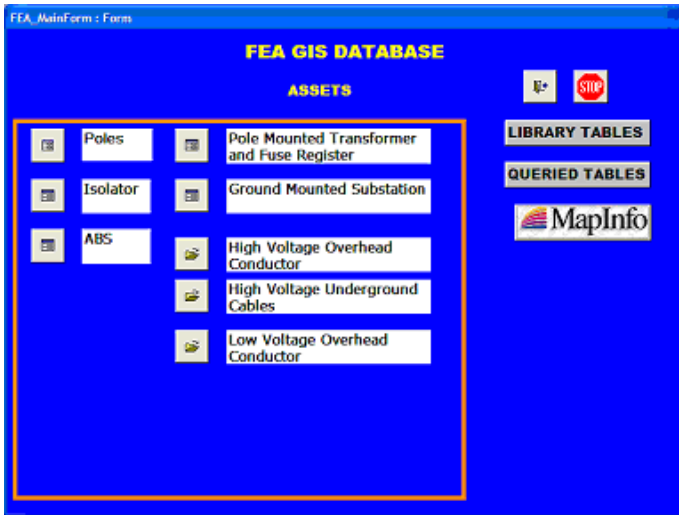 FEA_MainForm : Form
FEA GIS DATABASE
ASSETS
STOP
Poles
Pole Mounted Transformer
and Fuse Register
LIBRARY TABLES
Isolator
Ground Mounted Substation
QUERIED TABLES
MapInfo
ABS
High Voltage Overhead
Conductor
High Voltage Underground
Cables
Low Voltage Overhead
Conductor